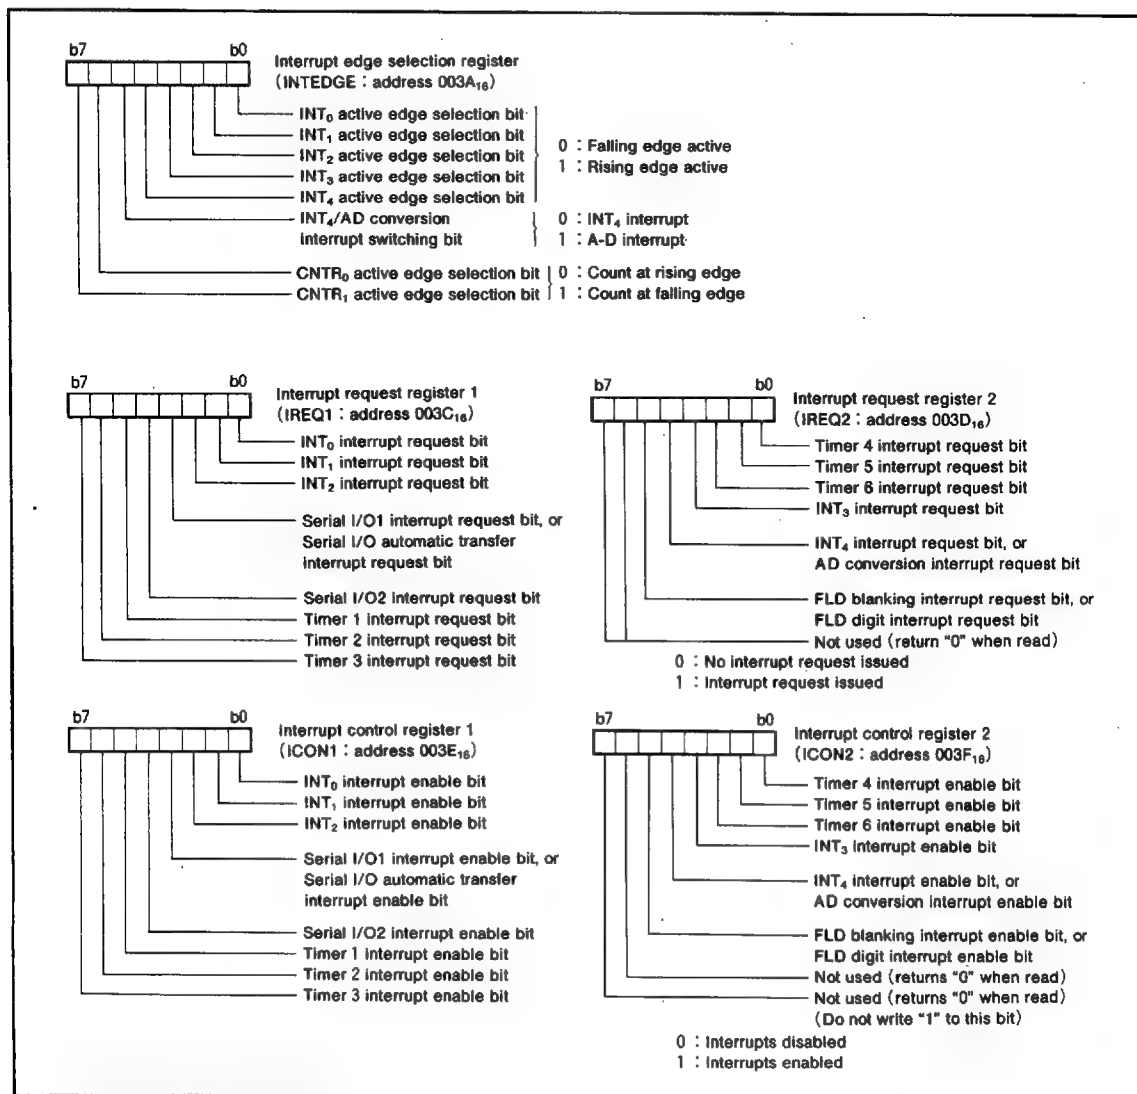 b7 b0
Interrupt edge selection register
(INTEDGE : address 003A₁₆)
INT₀ active edge selection bit
INT₁ active edge selection bit
INT₂ active edge selection bit
INT₃ active edge selection bit
INT₄ active edge selection bit
0 : Falling edge active
1 : Rising edge active
INT₄/AD conversion
interrupt switching bit
0 : INT₄ interrupt
1 : A-D interrupt
CNTR₀ active edge selection bit
CNTR₁ active edge selection bit
0 : Count at rising edge
1 : Count at falling edge
b7 b0
Interrupt request register 1
(IREQ1 : address 003C₁₆)
INT₀ interrupt request bit
INT₁ interrupt request bit
INT₂ interrupt request bit
Serial I/O1 interrupt request bit, or
Serial I/O automatic transfer
interrupt request bit
Serial I/O2 interrupt request bit
Timer 1 interrupt request bit
Timer 2 interrupt request bit
Timer 3 interrupt request bit
b7 b0
Interrupt request register 2
(IREQ2 : address 003D₁₆)
Timer 4 interrupt request bit
Timer 5 interrupt request bit
Timer 6 interrupt request bit
INT₃ interrupt request bit
INT₄ interrupt request bit, or
AD conversion interrupt request bit
FLD blanking interrupt request bit, or
FLD digit interrupt request bit
Not used (return "0" when read)
0 : No interrupt request issued
1 : Interrupt request issued
b7 b0
Interrupt control register 1
(ICON1 : address 003E₁₆)
INT₀ interrupt enable bit
INT₁ interrupt enable bit
INT₂ interrupt enable bit
Serial I/O1 interrupt enable bit, or
Serial I/O automatic transfer
interrupt enable bit
Serial I/O2 interrupt enable bit
Timer 1 interrupt enable bit
Timer 2 interrupt enable bit
Timer 3 interrupt enable bit
b7 b0
Interrupt control register 2
(ICON2 : address 003F₁₆)
Timer 4 interrupt enable bit
Timer 5 interrupt enable bit
Timer 6 interrupt enable bit
INT₃ interrupt enable bit
INT₄ interrupt enable bit, or
AD conversion interrupt enable bit
FLD blanking interrupt enable bit, or
FLD digit interrupt enable bit
Not used (returns "0" when read)
Not used (returns "0" when read)
(Do not write "1" to this bit)
0 : Interrupts disabled
1 : Interrupts enabled